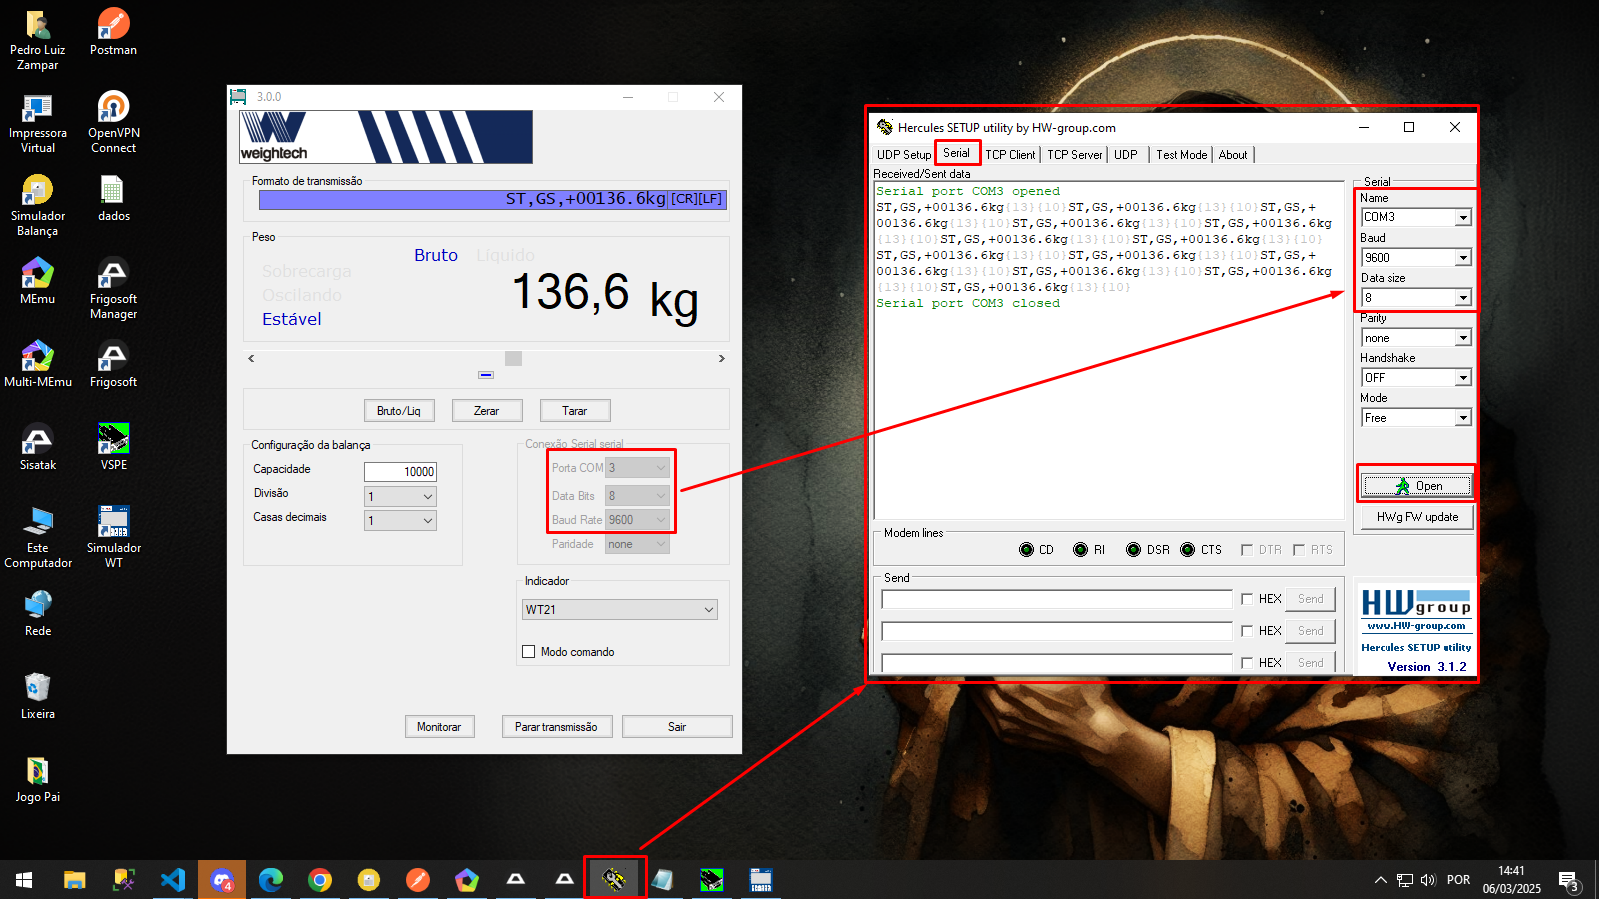 Pedro Luiz
Zampar
Postman
Impressora
Virtual
OpenVPN
Connect
Simulador
Balança
dados
MEmu
Frigosoft
Manager
Multi-MEmu
Frigosoft
Sisatak
VSPE
Este
Computador
Simulador
WT
Rede
Lixeira
Jogo Pai
3.0.0
weightech
Formato de transmissão
ST,GS,+00136.6kg [CR][LF]
Peso
Bruto Líquido
Sobrecarga
Oscilando
Estável
136,6 kg
Bruto/Liq Zerar Tarar
Configuração da balança
Capacidade 10000
Divisão 1
Casas decimais 1
Conexão Serial serial
Porta COM 3
Data Bits 8
Baud Rate 9600
Paridade none
Indicador
WT21
Modo comando
Monitorar Parar transmissão Sair
Hercules SETUP utility by HW-group.com
UDP Setup Serial TCP Client TCP Server UDP Test Mode About
Received/Sent data
Serial port COM3 opened
ST,GS,+00136.6kg{13}{10}ST,GS,+00136.6kg{13}{10}ST,GS,+
00136.6kg{13}{10}ST,GS,+00136.6kg{13}{10}ST,GS,+00136.6kg
{13}{10}ST,GS,+00136.6kg{13}{10}ST,GS,+00136.6kg{13}{10}
ST,GS,+00136.6kg{13}{10}ST,GS,+00136.6kg{13}{10}ST,GS,+
00136.6kg{13}{10}ST,GS,+00136.6kg{13}{10}ST,GS,+00136.6kg
{13}{10}ST,GS,+00136.6kg{13}{10}
Serial port COM3 closed
Serial
Name
COM3
Baud
9600
Data size
8
Parity
none
Handshake
OFF
Mode
Free
Open
HWg FW update
Modem lines
CD RI DSR CTS DTR RTS
Send
HEX Send
HEX Send
HEX Send
HW group
www.HW-group.com
Hercules SETUP utility
Version 3.1.2
4
POR
14:41
06/03/2025
3